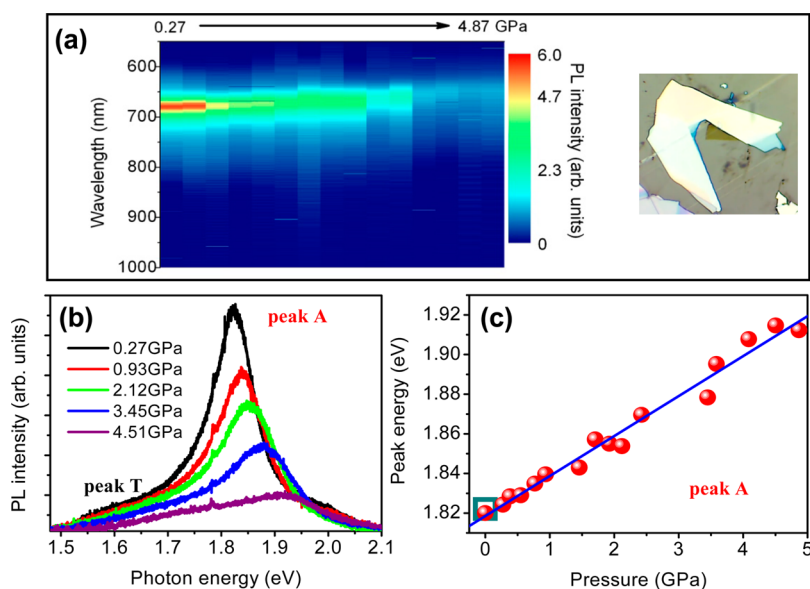 0.27 4.87 GPa
(a)
600
700
800
900
1000
Wavelength (nm)
6.0
4.7
2.3
0
PL intensity (arb. units)
(b)
peak A
0.27GPa
0.93GPa
2.12GPa
3.45GPa
4.51GPa
peak T
PL intensity (arb. units)
1.5 1.6 1.7 1.8 1.9 2.0 2.1
Photon energy (eV)
(c)
1.92
1.90
1.88
1.86
1.84
1.82
Peak energy (eV)
peak A
0 1 2 3 4 5
Pressure (GPa)